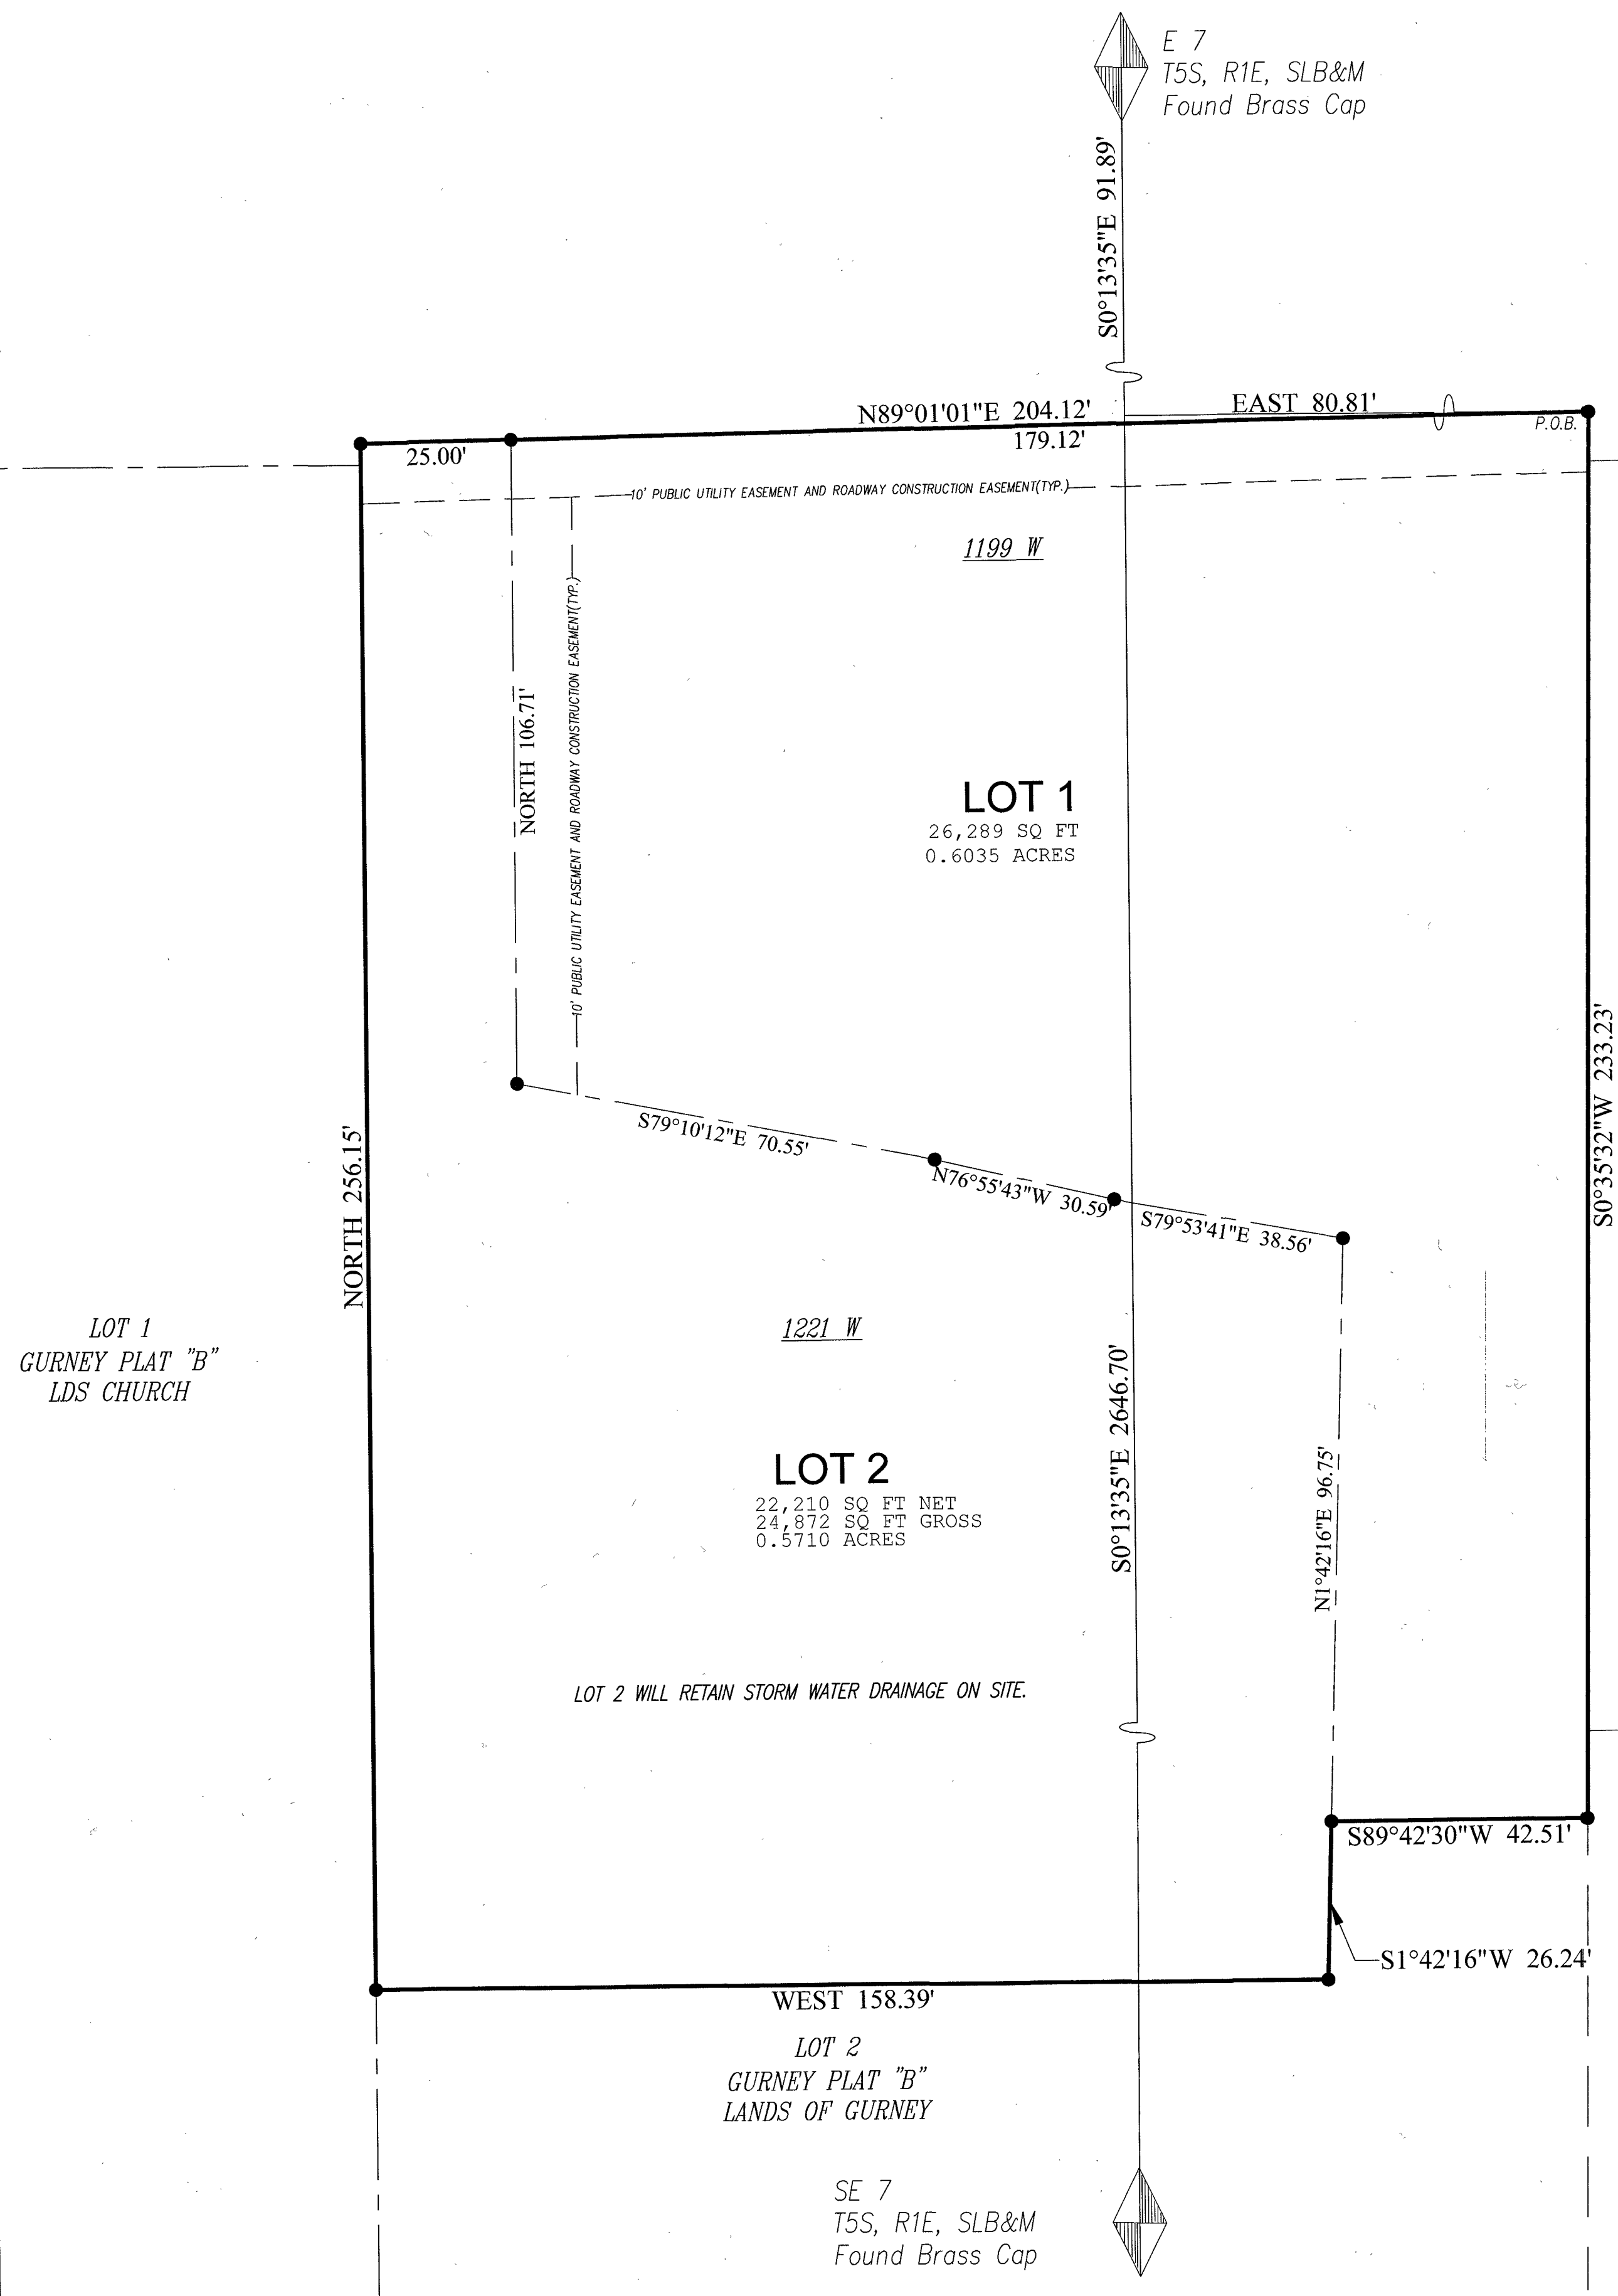 E 7
T5S, R1E, SLB&M
Found Brass Cap
S0°13'35"E 91.89'
N89°01'01"E 204.12'
EAST 80.81'
P.O.B.
25.00'
179.12'
10' PUBLIC UTILITY EASEMENT AND ROADWAY CONSTRUCTION EASEMENT(TYP.)
1199 W
NORTH 106.71'
10' PUBLIC UTILITY EASEMENT AND ROADWAY CONSTRUCTION EASEMENT(TYP.)
LOT 1
26,289 SQ FT
0.6035 ACRES
S79°10'12"E 70.55'
N76°55'43"W 30.59'
S79°53'41"E 38.56'
S0°35'32"W 233.23'
NORTH 256.15'
LOT 1
GURNEY PLAT "B"
LDS CHURCH
1221 W
S0°13'35"E 2646.70'
N1°42'16"E 96.75'
LOT 2
22,210 SQ FT NET
24,872 SQ FT GROSS
0.5710 ACRES
LOT 2 WILL RETAIN STORM WATER DRAINAGE ON SITE.
S89°42'30"W 42.51'
S1°42'16"W 26.24'
WEST 158.39'
LOT 2
GURNEY PLAT "B"
LANDS OF GURNEY
SE 7
T5S, R1E, SLB&M
Found Brass Cap